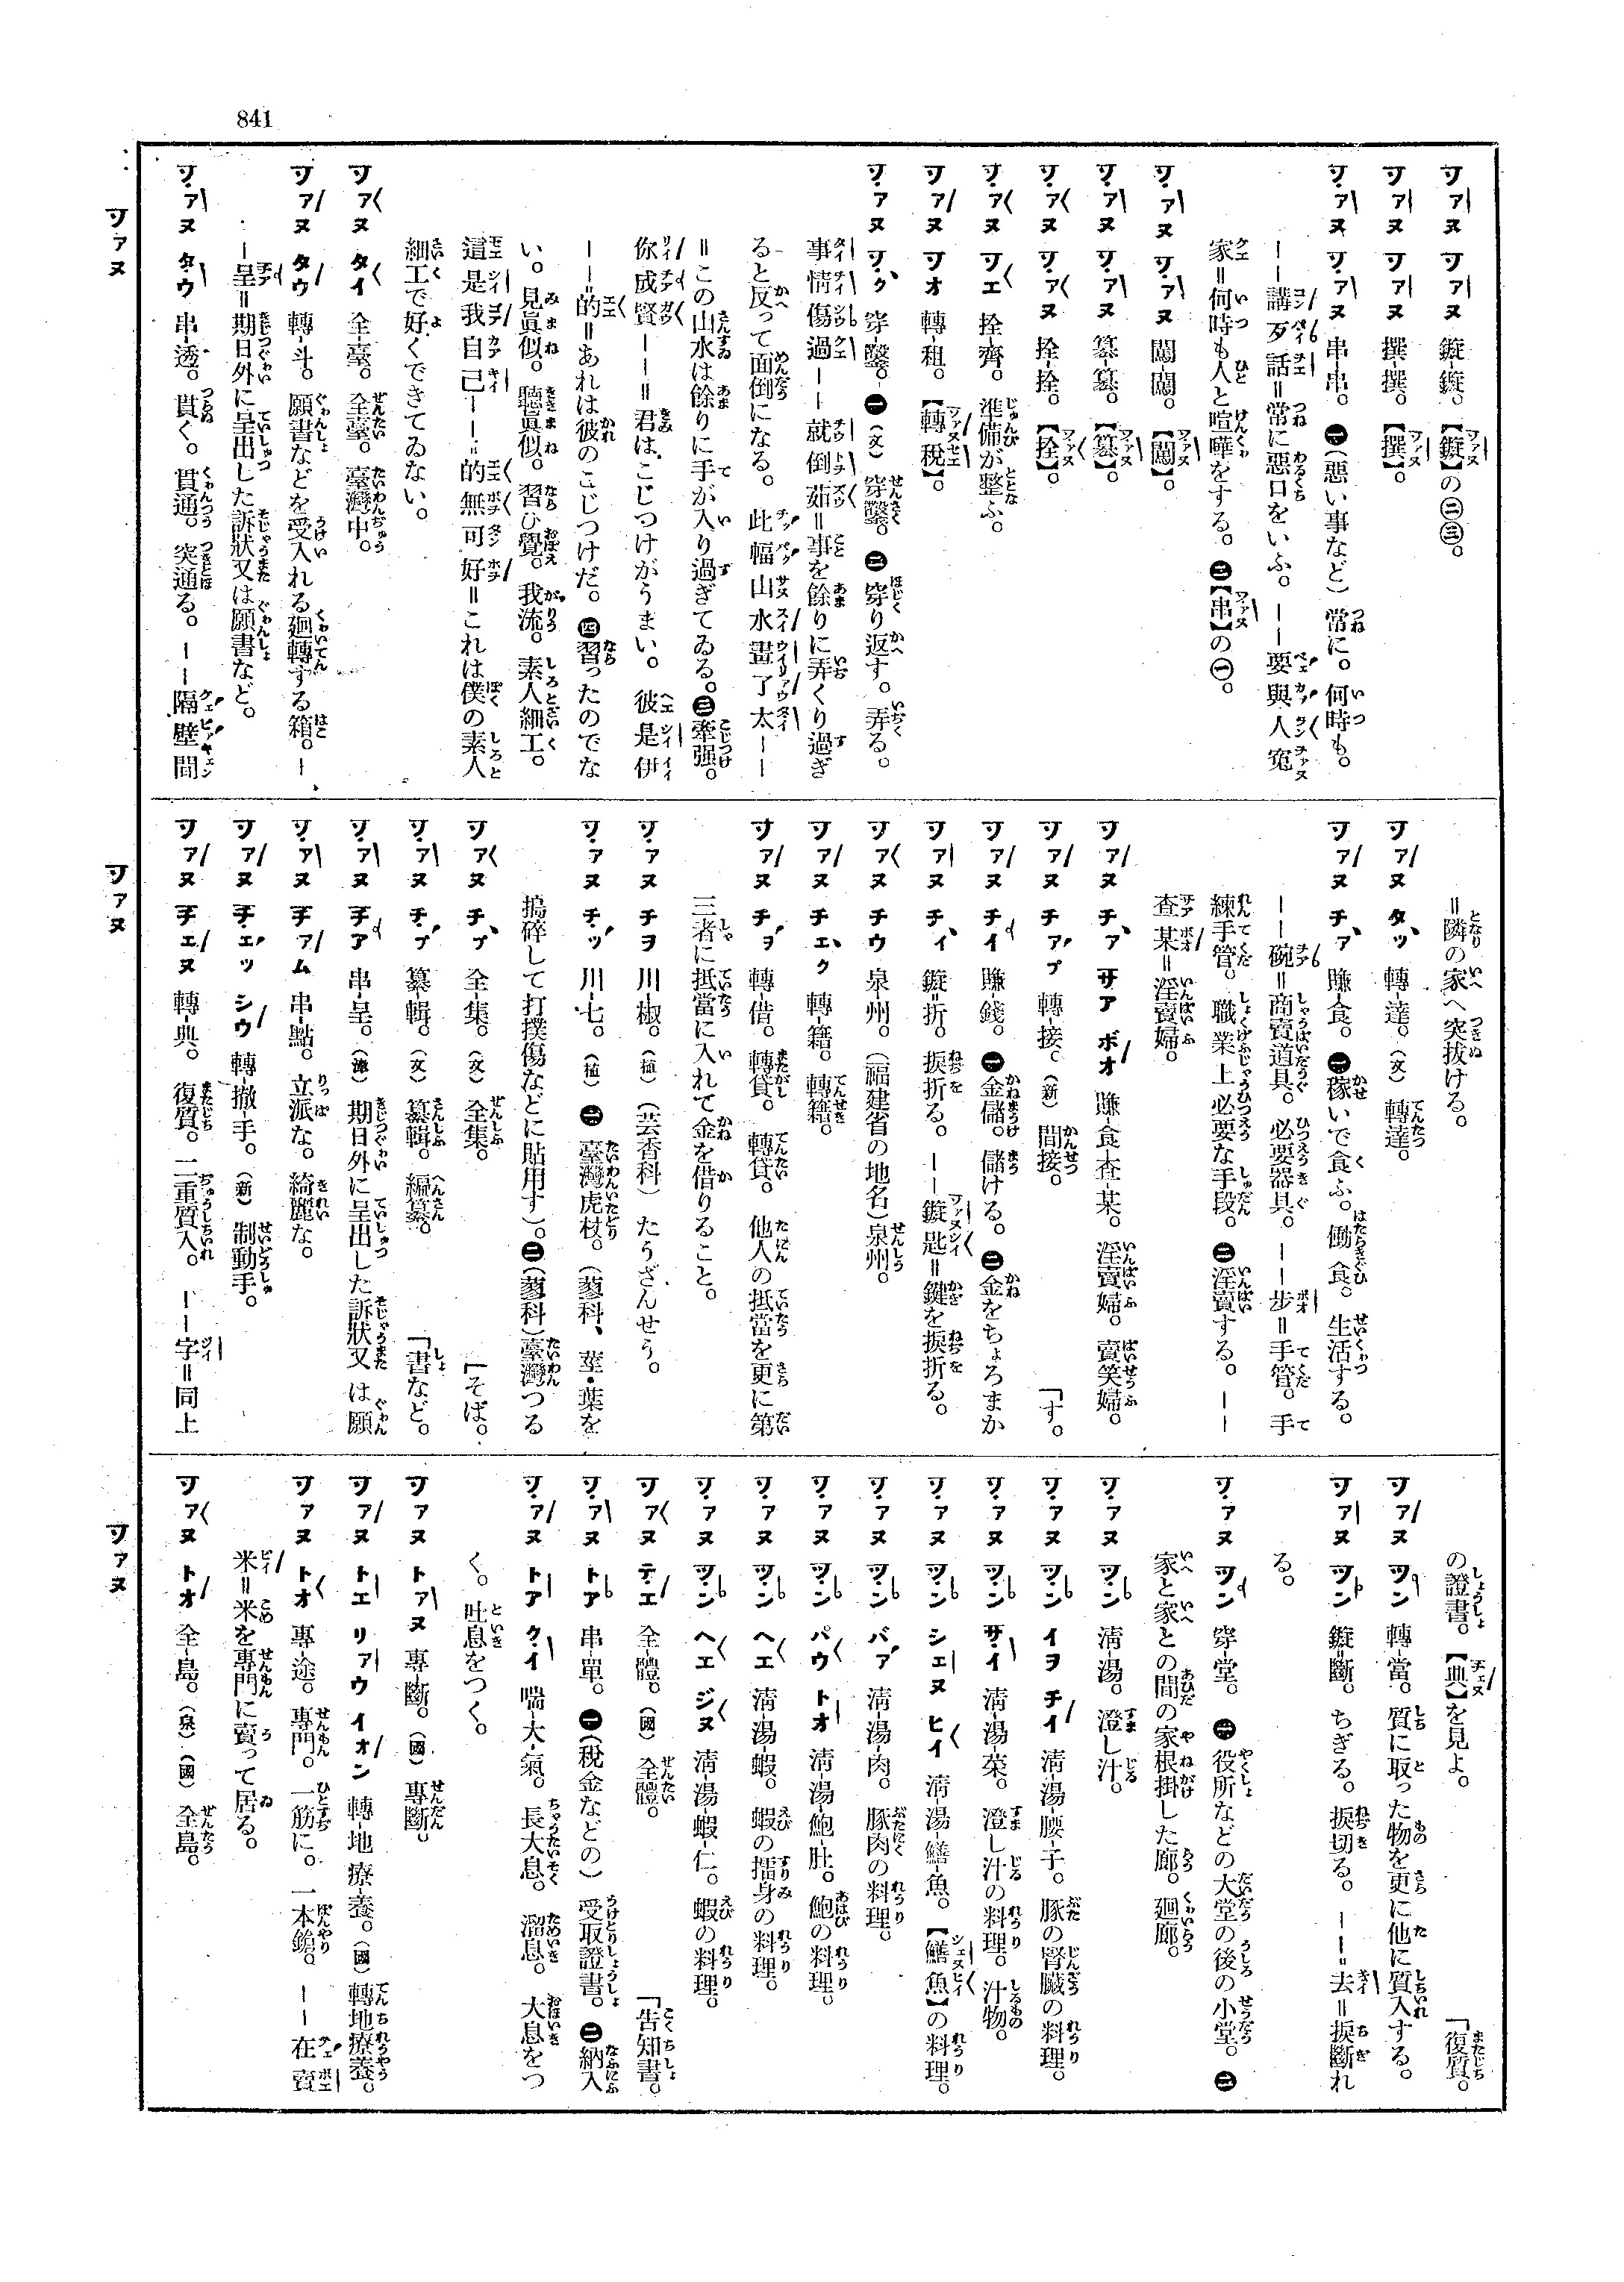 841
ツァヌ ツァヌ 鏇-鏇。【鏇】の㊁㊂。
ツァヌ ツァヌ 撰-撰。【撰】。
ツァヌ ツァヌ 串-串。㊀(惡い事など)常に。何時も。
——講歹話=常に惡口をいふ。——要與人寃
家=何時も人と喧嘩をする。㊁【串】の㊀。
ツァヌ ツァヌ 闖-闖。【闖】。
ツァヌ ツァヌ 篡-篡。【篡】。
ツァヌ ツァヌ 拴-拴。【拴】。
ツァヌ ツェ 拴-齊。準備が整ふ。
ツァヌ ツオ 轉-租。【轉稅】。
ツァヌ ツク 穿-鑿。㊀(文)穿鑿。㊁穿り返す。弄る。
事情傷過——就倒茹=事を餘りに弄くり過ぎ
ると反って面倒になる。此幅山水畫了太——
=この山水は餘りに手が入り過ぎてゐる。㊂牽强。
你成賢——=君はこじつけがうまい。彼是伊
——的=あれは彼のこじつけだ。㊃習ったのでな
い。見眞似。聽眞似。習ひ覺。我流。素人細工。
這是我自己——的無可好=これは僕の素人
細工で好くできてゐない。
ツァヌ タイ 全-臺。全臺。臺灣中。
ツァヌ タウ 轉-斗。願書などを受入れる廻轉する箱。—
—呈=期日外に呈出した訴狀又は願書など。
ツァヌ タウ 串-透。貫く。貫通。突通る。——隔壁間
=隣の家へ突拔ける。
ツァヌ タッ 轉-達。(文)轉達。
ツァヌ チァ 賺-食。㊀稼いで食ふ。働食。生活する。
——碗=商賣道具。必要器具。——步=手管。手
練手管。職業上必要な手段。㊁淫賣する。——
査某=淫賣婦。
ツァヌ チァ サア ボオ 賺-食-査-某。淫賣婦。賣笑婦。
ツァヌ チァプ 轉-接。(新)間接。「す。
ツァヌ チイ 賺-錢。㊀金儲。儲ける。㊁金をちょろまか
ツァヌ チィ 鏇=折。捩折る。——鏇匙=鍵を捩折る。
ツァヌ チウ 泉-州。(福建省の地名)泉州。
ツァヌ チェク 轉-籍。轉籍。
ツァヌ チヲ 轉-借。轉貸。轉貸。他人の抵當を更に第
三者に抵當に入れて金を借りること。
ツァヌ チヲ 川-椒。(植)(芸香科)たうざんせう。
ツァヌ チッ 川-七。(植)㊀臺灣虎杖。(蓼科、莖・葉を
搗碎して打撲傷などに貼用す)。㊁(蓼科)臺灣つる
ツァヌ チプ 全-集。(文)全集。「そば。
ツァヌ チプ 纂-輯。(文)纂輯。編纂。「書など。
ツァヌ チア 串-呈。(漳)期日外に呈出した訴狀又は願
ツァヌ チァム 串-點。立派な。綺麗な。
ツァヌ チェッ シウ 轉-撤-手。(新)制動手。
ツァヌ チェヌ 轉-典。復質。二重質入。——字=同上
の證書。【典】を見よ。「復質。
ツァヌ ツン 轉-當。質に取った物を更に他に質入する。
ツァヌ ツン 鏇=斷。ちぎる。捩切る。——去=捩斷れ
る。
ツァヌ ツン 穿-堂。㊀役所などの大堂の後の小堂。㊁
家と家との間の家根掛した廊。廻廊。
ツァヌ ツン 淸-湯。澄し汁。
ツァヌ ツン イヲ チイ 淸-湯-腰-子。豚の腎臟の料理。
ツァヌ ツン サイ 淸-湯-菜。澄し汁の料理。汁物。
ツァヌ ツン シェヌ ヒイ 淸-湯-鱔-魚。【鱔魚】の料理。
ツァヌ ツン バァ 淸-湯-肉。豚肉の料理。
ツァヌ ツン パウ トオ 淸-湯-鮑-肚。鮑の料理。
ツァヌ ツン ヘエ 淸-湯-蝦。蝦の擂身の料理。
ツァヌ ツン ヘエ ジヌ 淸-湯-蝦-仁。蝦の料理。
ツァヌ テエ 全-體。(國)全體。「告知書。
ツァヌ トア 串-單。㊀(稅金などの)受取證書。㊁納入
ツァヌ トア クイ 喘-大-氣。長大息。溜息。大息をつ
く。吐息をつく。
ツァヌ トァヌ 專-斷。(國)專斷。
ツァヌ トエ リァウ イォン 轉-地-療-養。(國)轉地療養。
ツァヌ トオ 專-途。專門。一筋に。一本鎗。——在賣
米=米を專門に賣って居る。
ツァヌ トオ 全-島。(泉)(國)全島。
ツァヌ
ツァヌ
ツァヌ